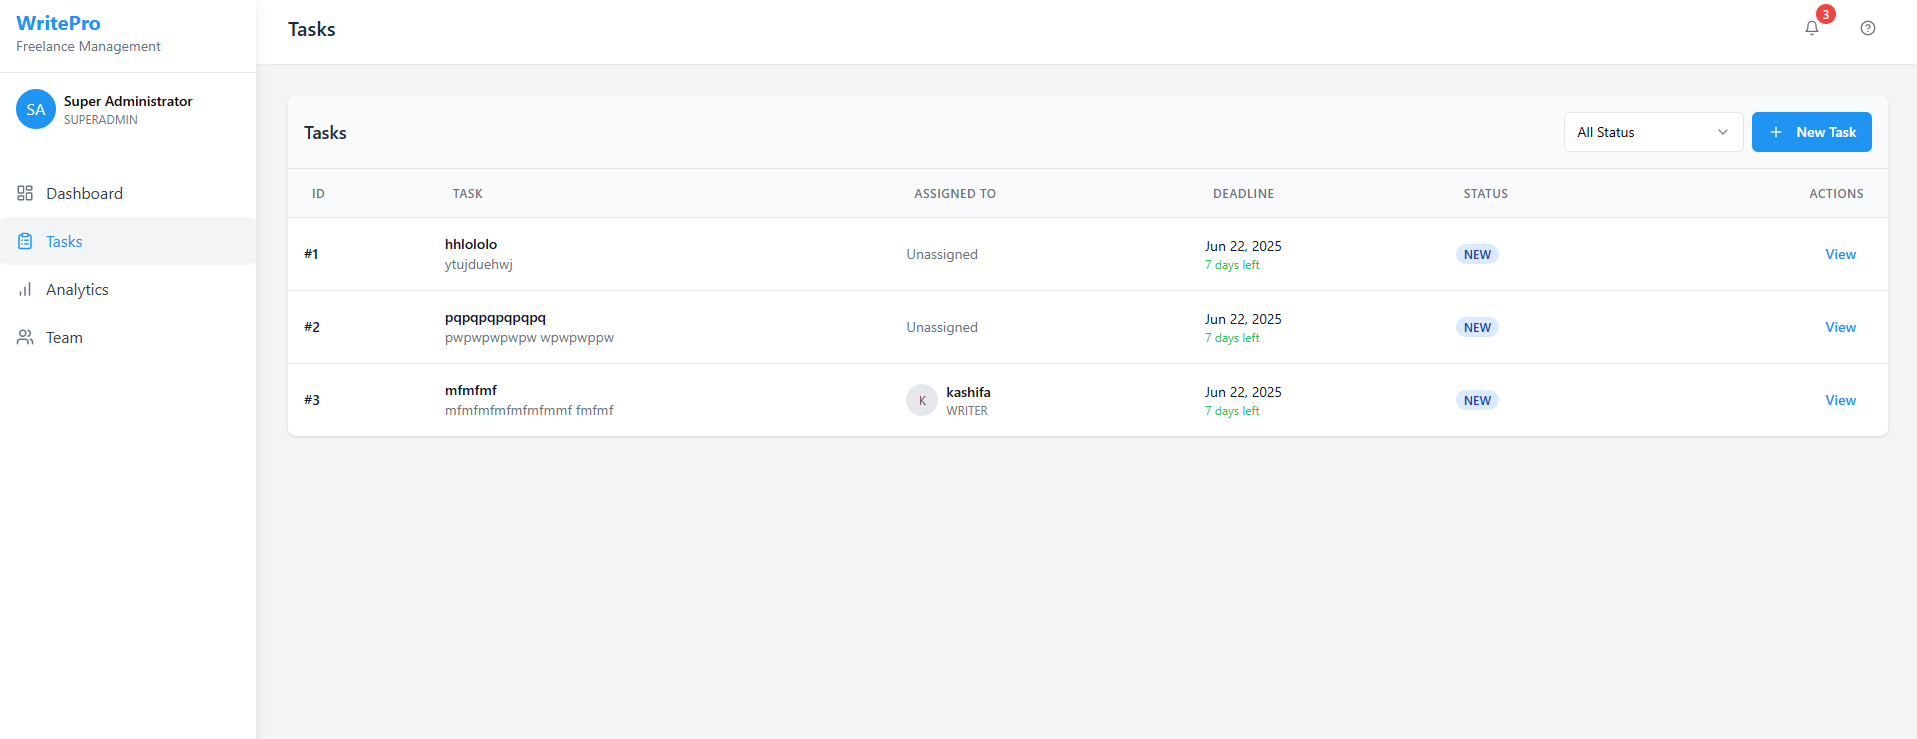 WritePro
Freelance Management
SA
Super Administrator
SUPERADMIN
Dashboard
Tasks
Analytics
Team
Tasks
3
Tasks
All Status
New Task
ID TASK ASSIGNED TO DEADLINE STATUS ACTIONS
#1 hhlololo Unassigned Jun 22, 2025 NEW View
ytujduehwj 7 days left
#2 pqpqpqpqpqpq Unassigned Jun 22, 2025 NEW View
pwpwpwpwpw wpwpwppw 7 days left
#3 mfmfmf K kashifa Jun 22, 2025 NEW View
mfmfmfmfmfmfmmf fmfmf WRITER 7 days left